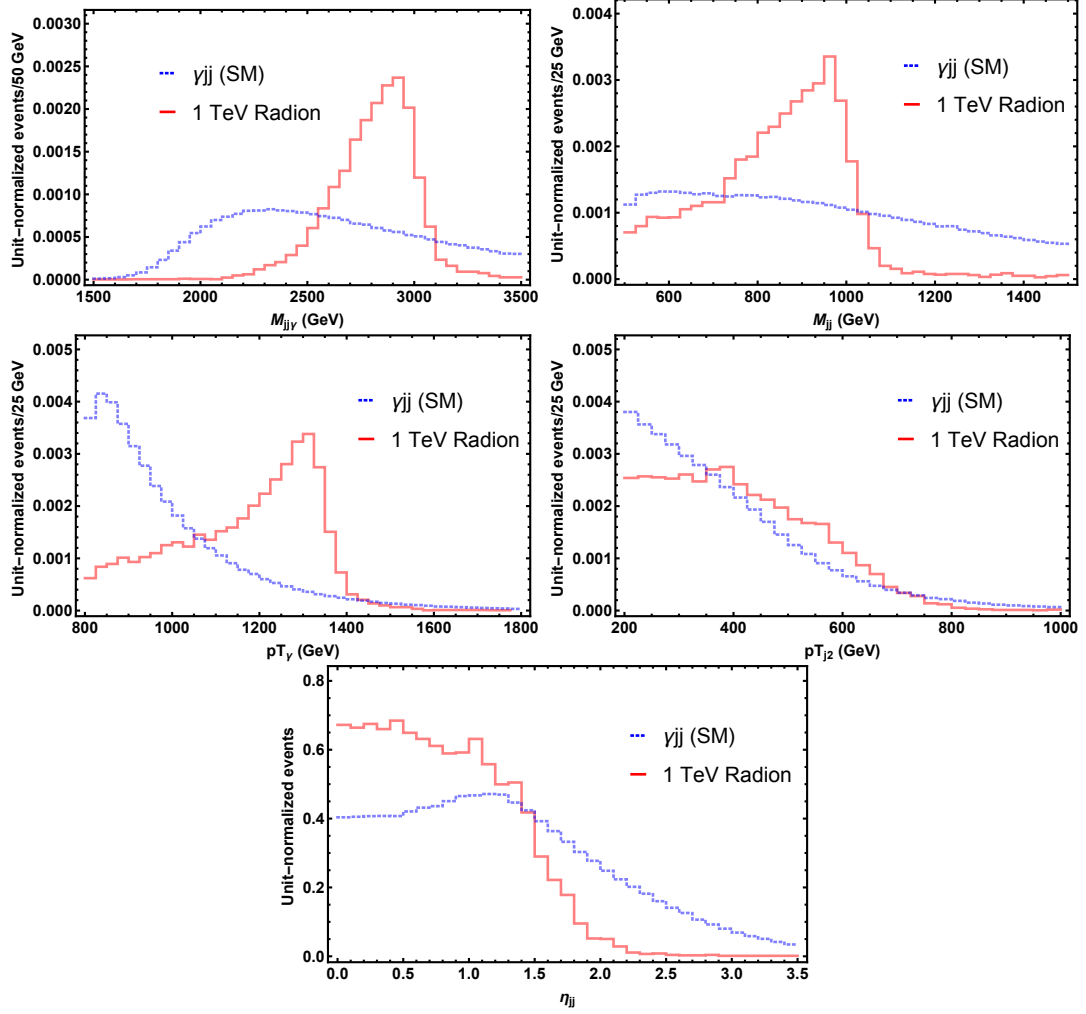 Unit-normalized events/50 GeV
0.0030
0.0025
0.0020
0.0015
0.0010
0.0005
0.0000
γjj (SM)
1 TeV Radion
1500 2000 2500 3000 3500
Mjjγ (GeV)
Unit-normalized events/25 GeV
0.004
0.003
0.002
0.001
0.000
γjj (SM)
1 TeV Radion
600 800 1000 1200 1400
Mjj (GeV)
Unit-normalized events/25 GeV
0.005
0.004
0.003
0.002
0.001
0.000
γjj (SM)
1 TeV Radion
800 1000 1200 1400 1600 1800
pTγ (GeV)
Unit-normalized events/25 GeV
0.005
0.004
0.003
0.002
0.001
0.000
γjj (SM)
1 TeV Radion
200 400 600 800 1000
pTj2 (GeV)
Unit-normalized events
0.8
0.6
0.4
0.2
0.0
γjj (SM)
1 TeV Radion
0.0 0.5 1.0 1.5 2.0 2.5 3.0 3.5
ηjj